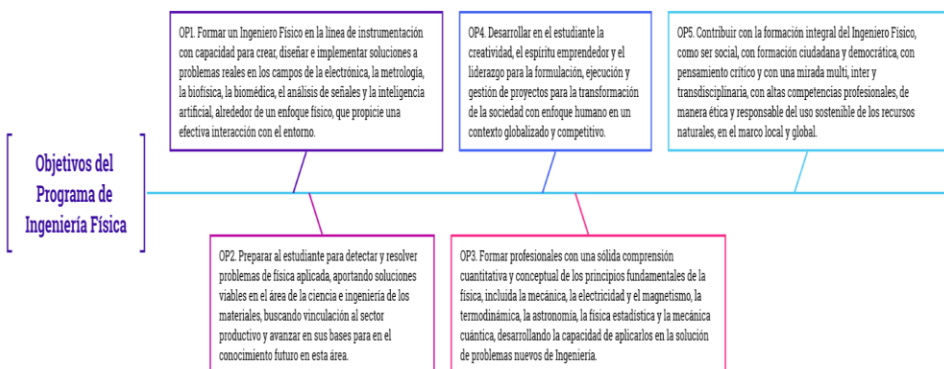 Objetivos del
Programa de
Ingeniería Física
OP1. Formar un Ingeniero Físico en la línea de instrumentación
con capacidad para crear, diseñar e implementar soluciones a
problemas reales en los campos de la electrónica, la metrología,
la biofísica, la biomédica, el análisis de señales y la inteligencia
artificial, alrededor de un enfoque físico, que propicie una
efectiva interacción con el entorno.
OP4. Desarrollar en el estudiante la
creatividad, el espíritu emprendedor y el
liderazgo para la formulación, ejecución y
gestión de proyectos para la transformación
de la sociedad con enfoque humano en un
contexto globalizado y competitivo.
OP5. Contribuir con la formación integral del Ingeniero Físico,
como ser social, con formación ciudadana y democrática, con
pensamiento crítico y con una mirada multi, inter y
transdisciplinaria, con altas competencias profesionales, de
manera ética y responsable del uso sostenible de los recursos
naturales, en el marco local y global.
OP2. Preparar al estudiante para detectar y resolver
problemas de física aplicada, aportando soluciones
viables en el área de la ciencia e ingeniería de los
materiales, buscando vinculación al sector
productivo y avanzar en sus bases para en el
conocimiento futuro en esta área.
OP3. Formar profesionales con una sólida comprensión
cuantitativa y conceptual de los principios fundamentales de la
física, incluida la mecánica, la electricidad y el magnetismo, la
termodinámica, la astronomía, la física estadística y la mecánica
cuántica, desarrollando la capacidad de aplicarlos en la solución
de problemas nuevos de Ingeniería.